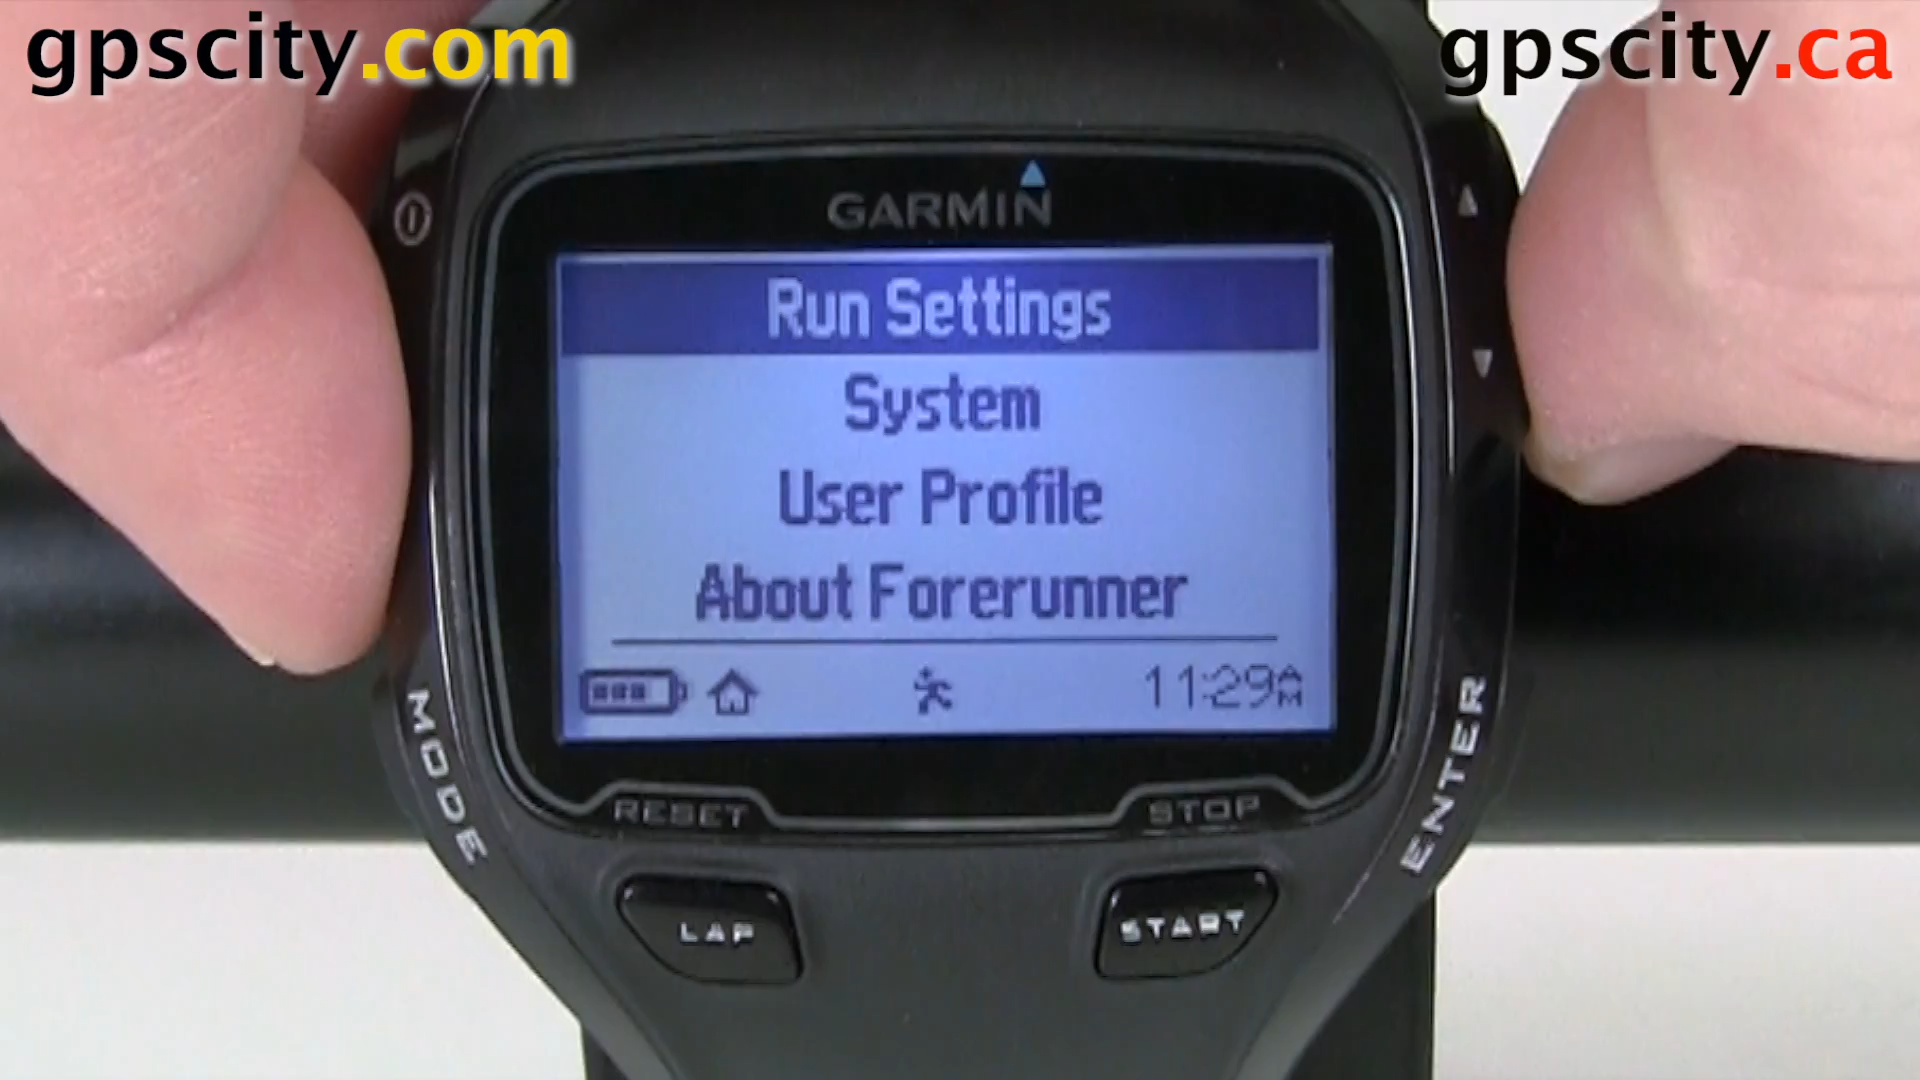 gpscity.com
gpscity.ca
GARMIN
Run Settings
System
User Profile
About Forerunner
11:29AM
RESET
STOP
MODE
ENTER
LAP
START